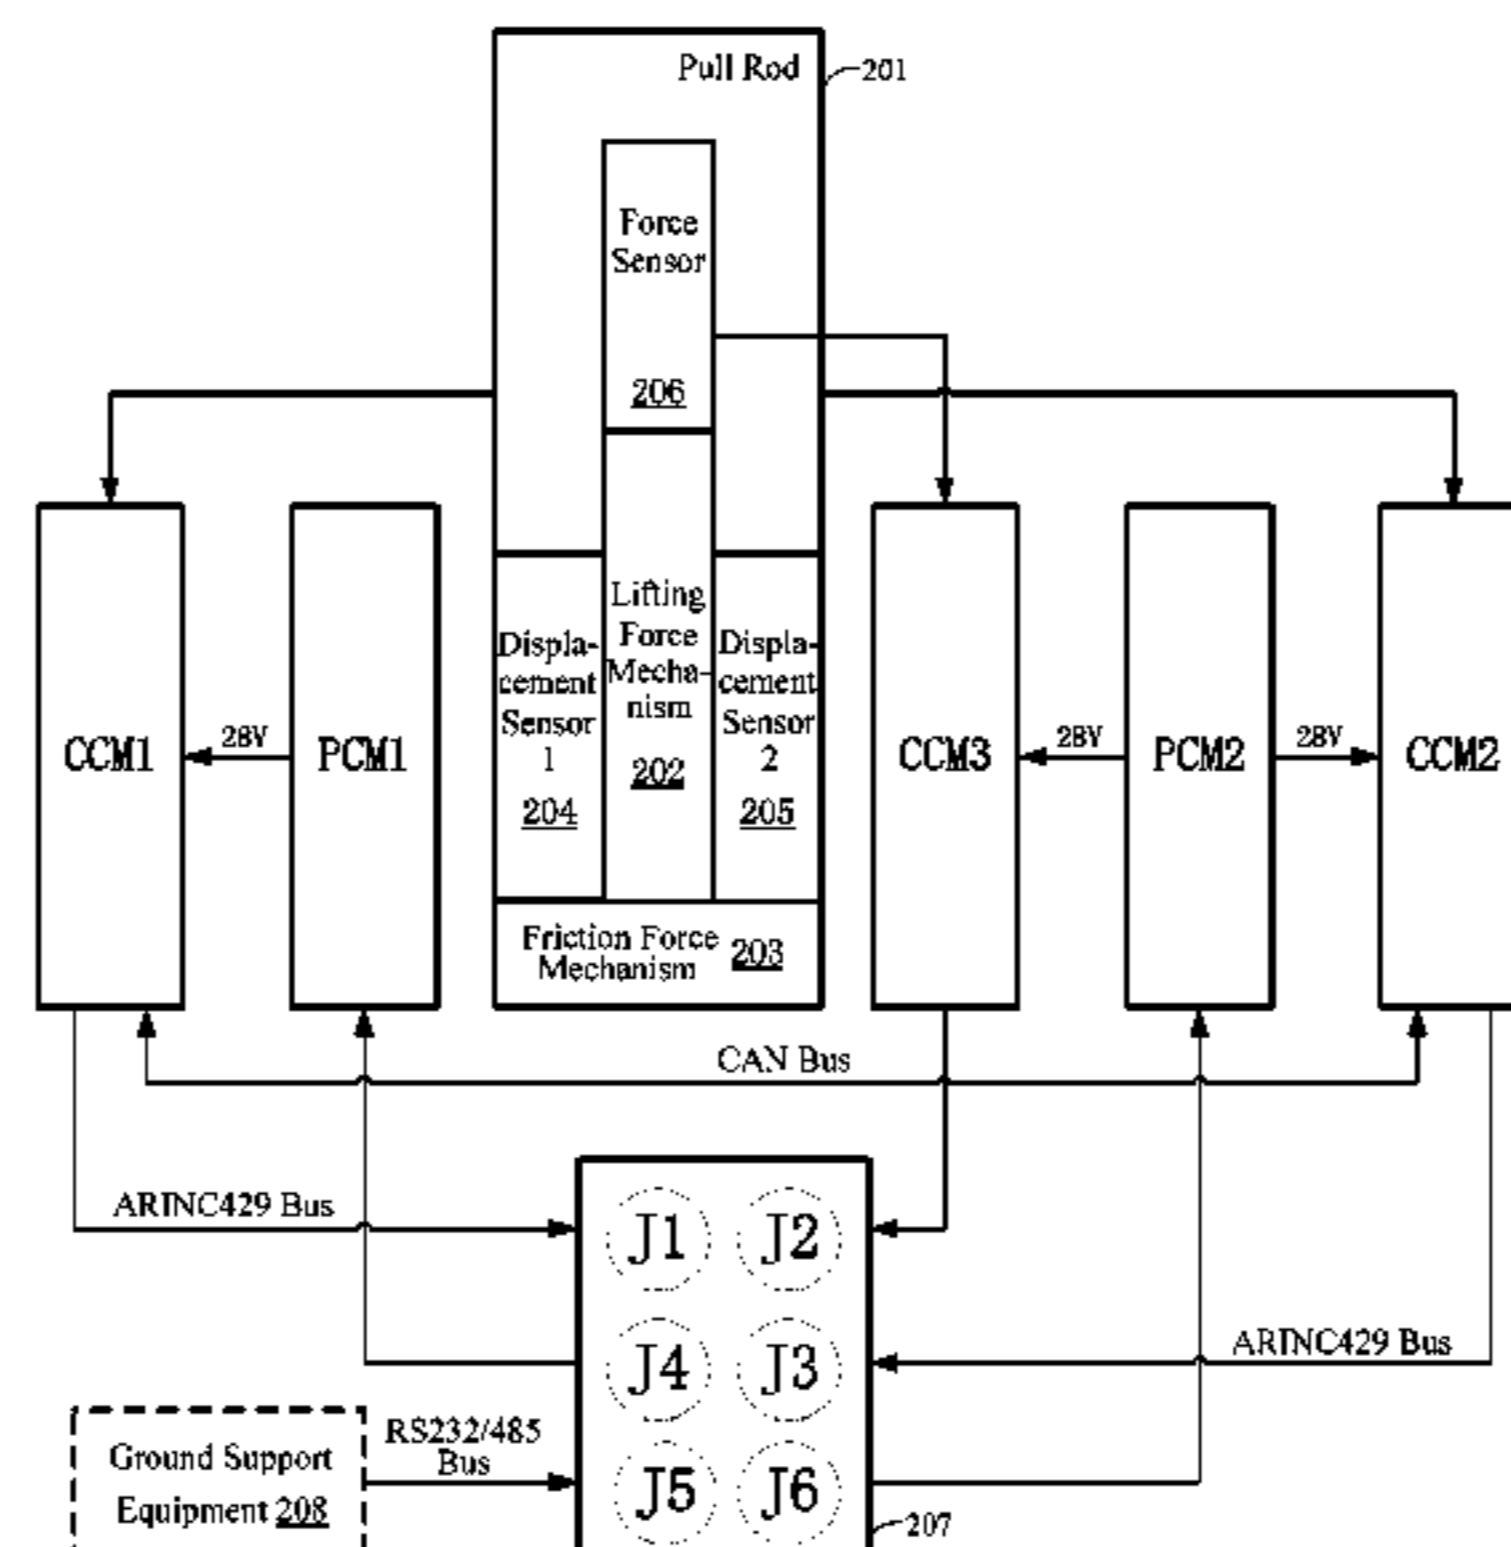 Pull Rod
201
Force
Sensor
206
Lifting
Force
Mecha-
nism
202
Displa-
cement
Sensor
1
204
Displa-
cement
Sensor
2
205
Friction Force
Mechanism 203
CCM1
28V
PCM1
CCM3
28V
PCM2
28V
CCM2
CAN Bus
ARINC429 Bus
J1 J2
J4 J3
ARINC429 Bus
RS232/485
Bus
Ground Support
Equipment 208
J5 J6
207